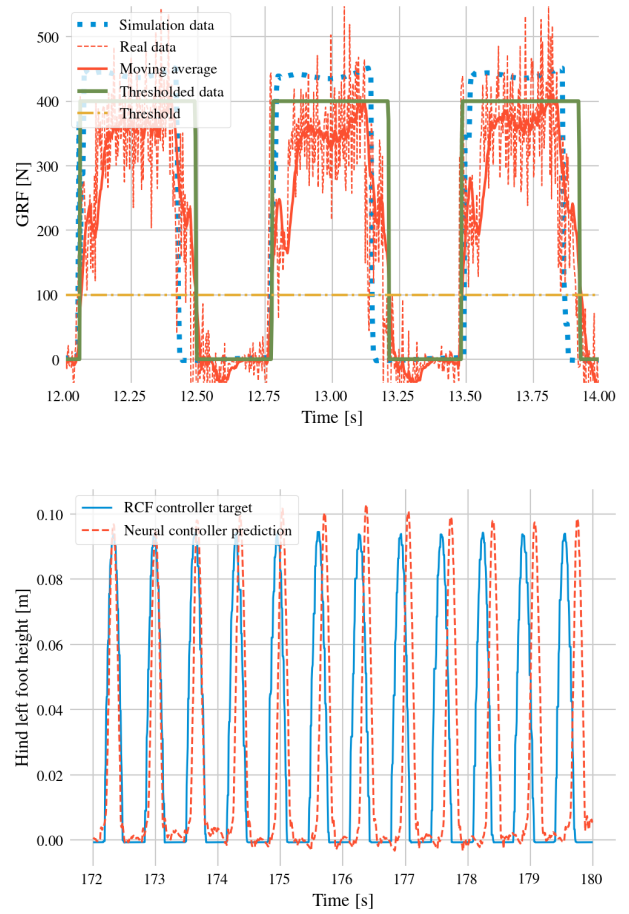 500
400
300
200
100
0
GRF [N]
Simulation data
Real data
Moving average
Thresholded data
Threshold
12.00 12.25 12.50 12.75 13.00 13.25 13.50 13.75 14.00
Time [s]
0.10
0.08
0.06
0.04
0.02
0.00
Hind left foot height [m]
RCF controller target
Neural controller prediction
172 173 174 175 176 177 178 179 180
Time [s]